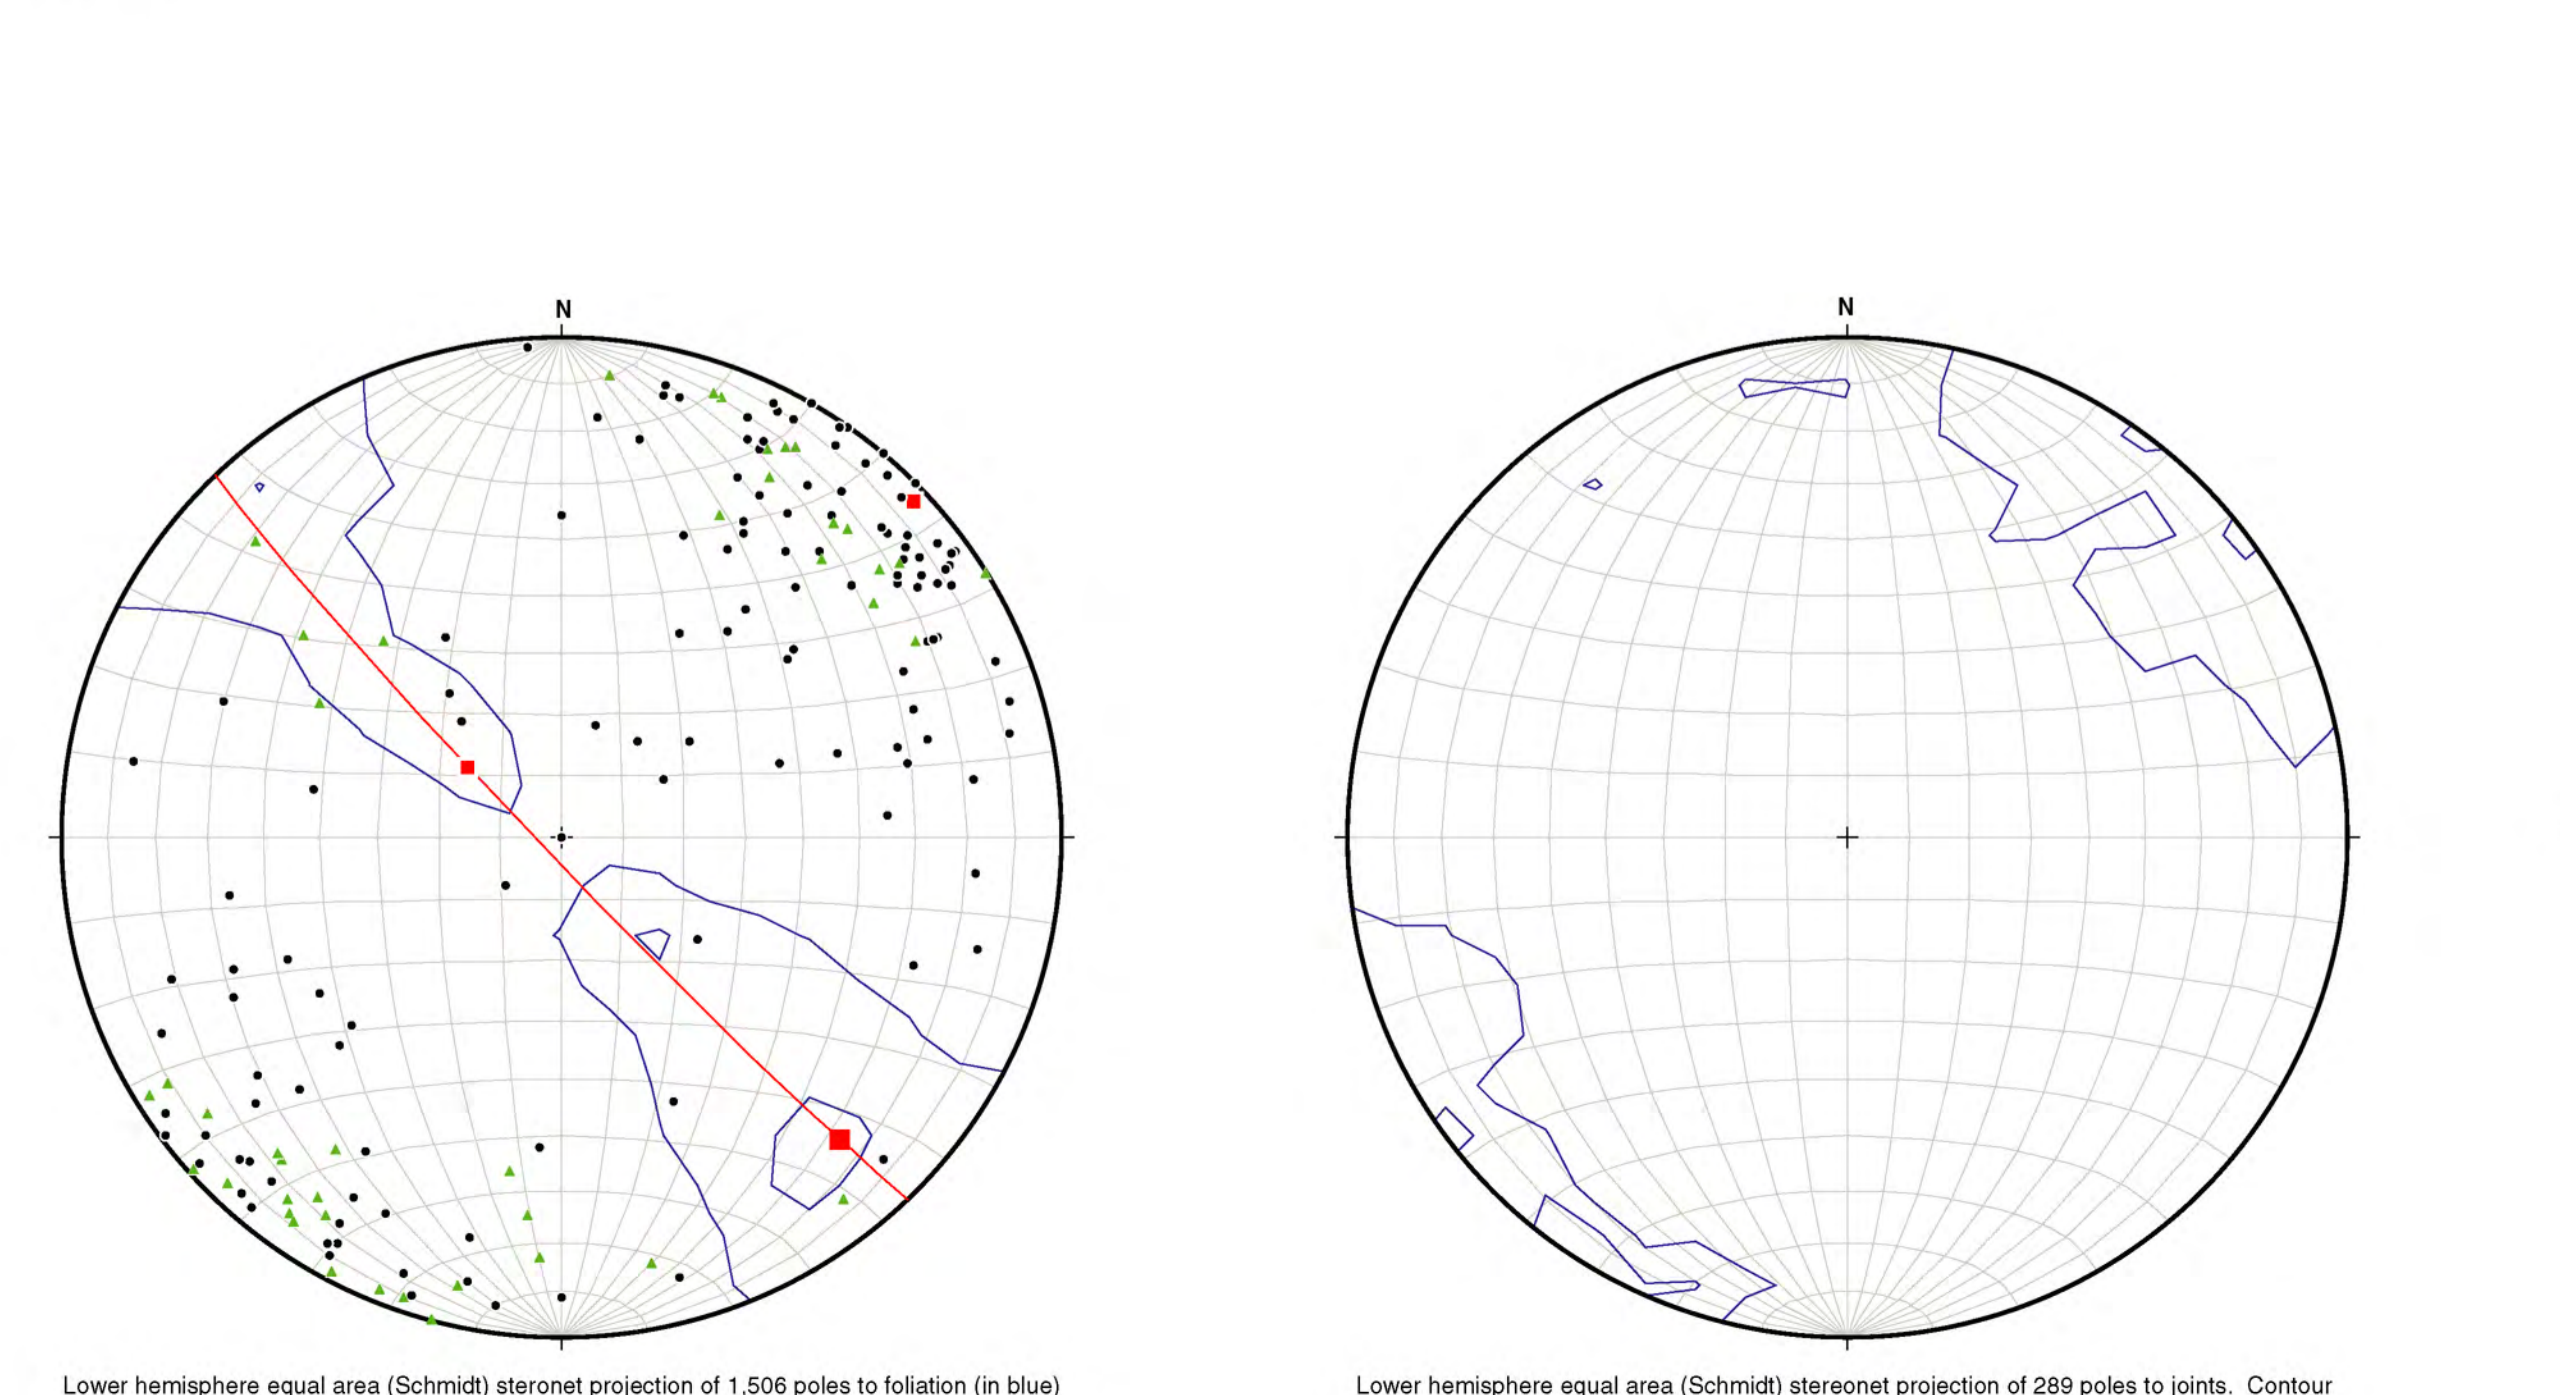 N
N
Lower hemisphere equal area (Schmidt) steronet projection of 1,506 poles to foliation (in blue)
Lower hemisphere equal area (Schmidt) stereonet projection of 289 poles to joints. Contour